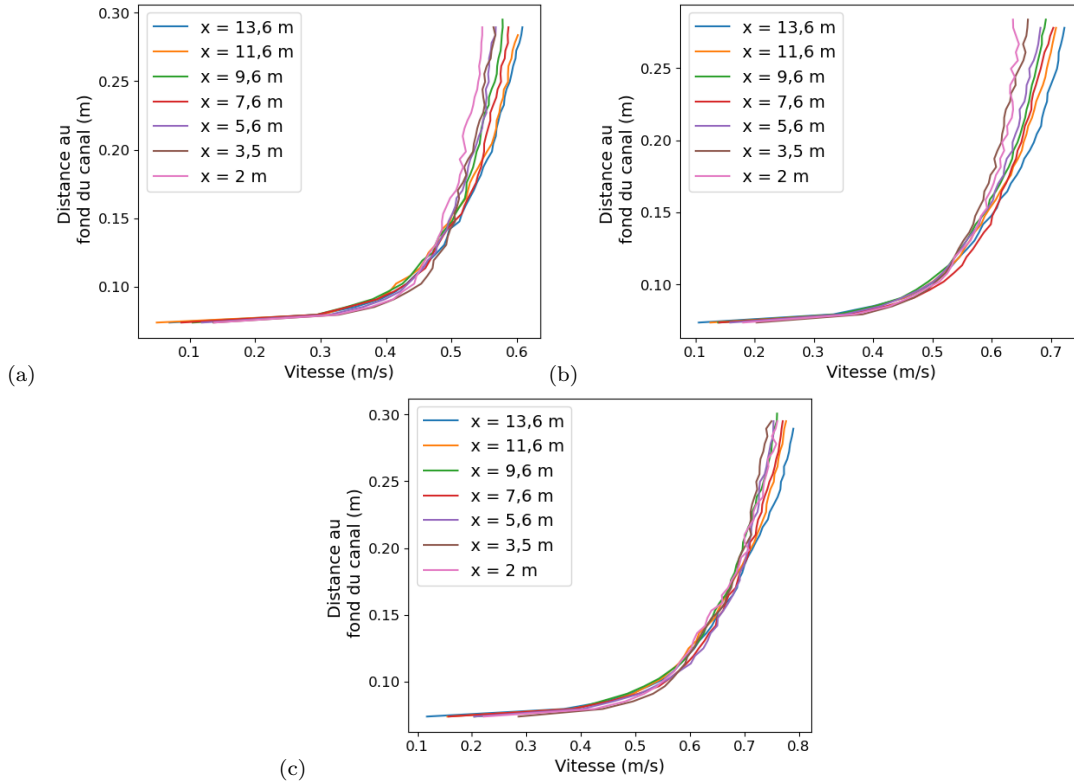 0.30
0.25
0.20
0.15
0.10
Distance au
fond du canal (m)
x = 13,6 m
x = 11,6 m
x = 9,6 m
x = 7,6 m
x = 5,6 m
x = 3,5 m
x = 2 m
0.1 0.2 0.3 0.4 0.5 0.6
Vitesse (m/s)
(a)
0.25
0.20
0.15
0.10
Distance au
fond du canal (m)
x = 13,6 m
x = 11,6 m
x = 9,6 m
x = 7,6 m
x = 5,6 m
x = 3,5 m
x = 2 m
0.1 0.2 0.3 0.4 0.5 0.6 0.7
Vitesse (m/s)
(b)
0.30
0.25
0.20
0.15
0.10
Distance au
fond du canal (m)
x = 13,6 m
x = 11,6 m
x = 9,6 m
x = 7,6 m
x = 5,6 m
x = 3,5 m
x = 2 m
0.1 0.2 0.3 0.4 0.5 0.6 0.7 0.8
Vitesse (m/s)
(c)